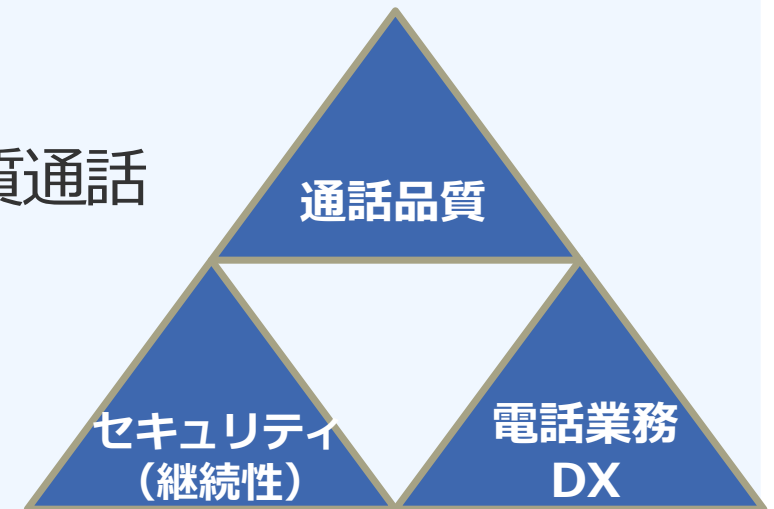 質通話
通話品質
セキュリティ
（継続性）
電話業務
DX